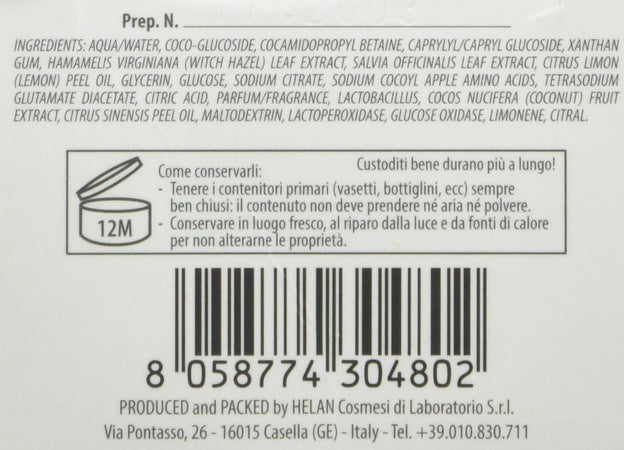 Prep. N.
INGREDIENTS: AQUA/WATER, COCO-GLUCOSIDE, COCAMIDOPROPYL BETAINE, CAPRYLYL/CAPRYL GLUCOSIDE, XANTHAN
GUM, HAMAMELIS VIRGINIANA (WITCH HAZEL) LEAF EXTRACT, SALVIA OFFICINALIS LEAF EXTRACT, CITRUS LIMON
(LEMON) PEEL OIL, GLYCERIN, GLUCOSE, SODIUM CITRATE, SODIUM COCOYL APPLE AMINO ACIDS, TETRASODIUM
GLUTAMATE DIACETATE, CITRIC ACID, PARFUM/FRAGRANCE, LACTOBACILLUS, COCOS NUCIFERA (COCONUT) FRUIT
EXTRACT, CITRUS SINENSIS PEEL OIL, MALTODEXTRIN, LACTOPEROXIDASE, GLUCOSE OXIDASE, LIMONENE, CITRAL.
Custoditi bene durano più a lungo!
Come conservarli:
- Tenere i contenitori primari (vasetti, bottiglini, ecc) sempre
ben chiusi: il contenuto non deve prendere né aria né polvere.
- Conservare in luogo fresco, al riparo dalla luce e da fonti di calore
per non alterarne le proprietà.
12M
8 058774 304802
PRODUCED and PACKED by HELAN Cosmesi di Laboratorio S.r.l.
Via Pontasso, 26 - 16015 Casella (GE) - Italy - Tel. +39.010.830.711